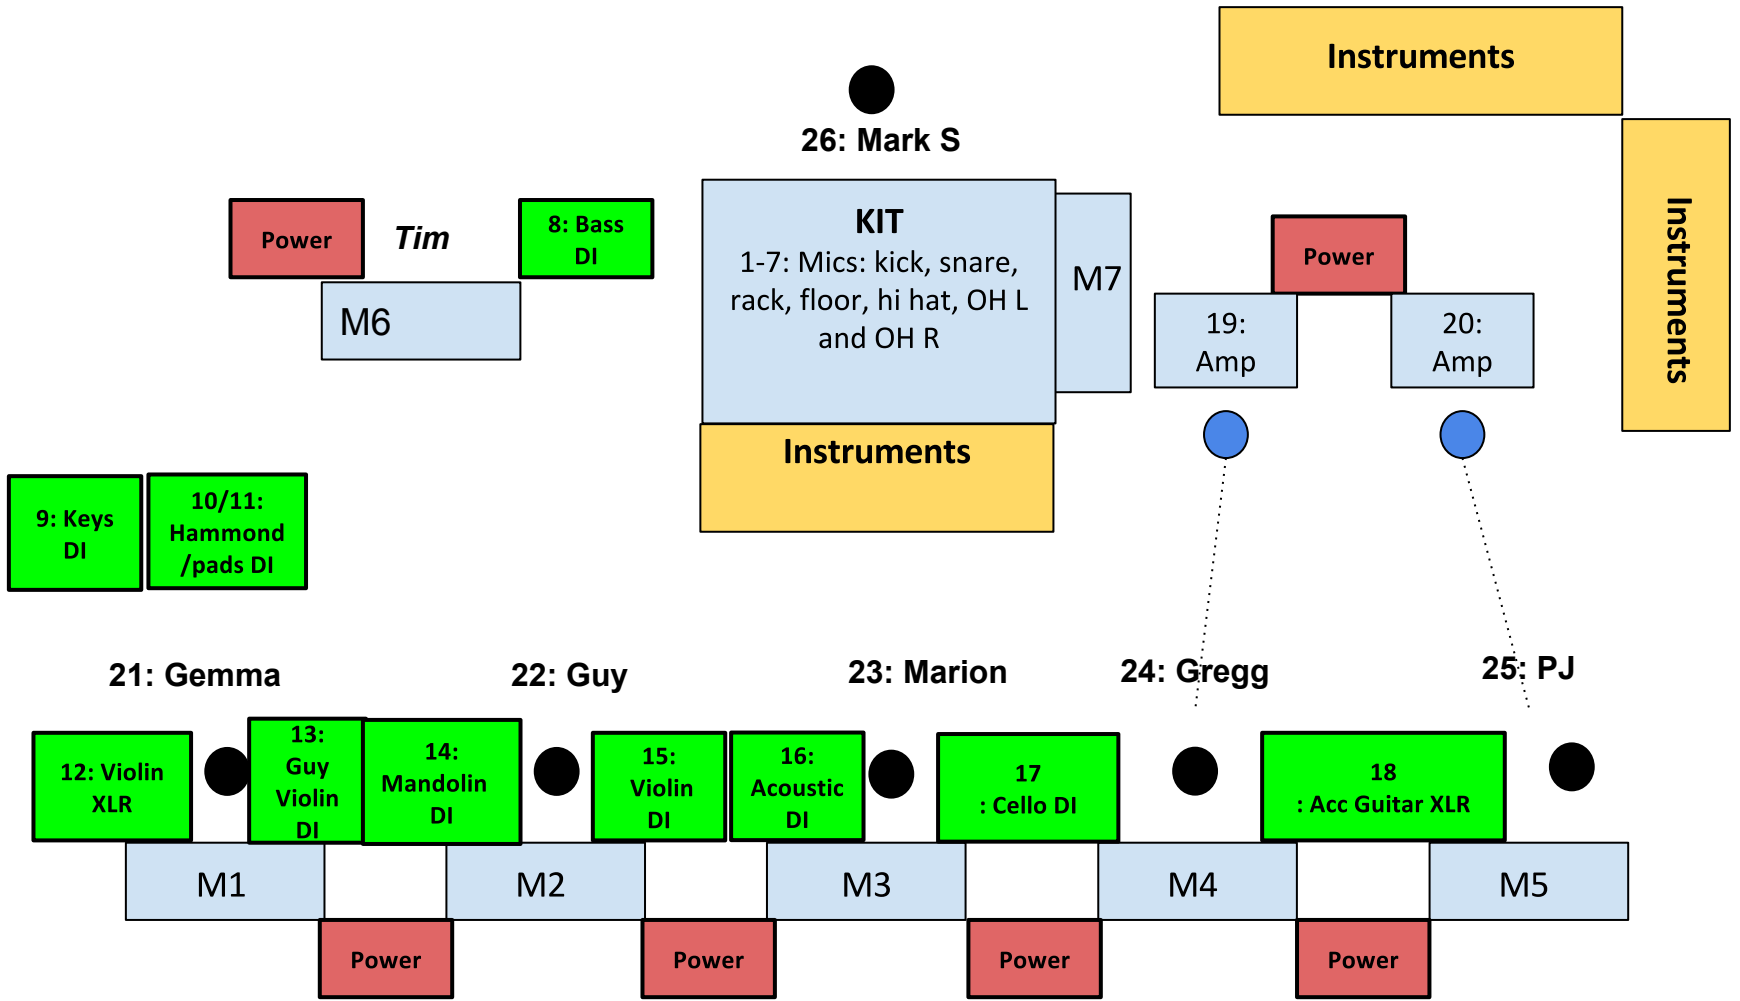 Instruments
26: Mark S
Instruments
Power
Tim
8: Bass
DI
KIT
1-7: Mics: kick, snare,
rack, floor, hi hat, OH L
and OH R
M7
Power
M6
19:
Amp
20:
Amp
Instruments
9: Keys
DI
10/11:
Hammond
/pads DI
21: Gemma
22: Guy
23: Marion
24: Gregg
25: PJ
12: Violin
XLR
13:
Guy
Violin
DI
14:
Mandolin
DI
15:
Violin
DI
16:
Acoustic
DI
17
: Cello DI
18
: Acc Guitar XLR
M1
M2
M3
M4
M5
Power
Power
Power
Power